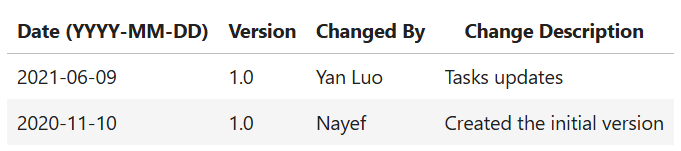 Date (YYYY-MM-DD) Version Changed By Change Description
2021-06-09 1.0 Yan Luo Tasks updates
2020-11-10 1.0 Nayef Created the initial version